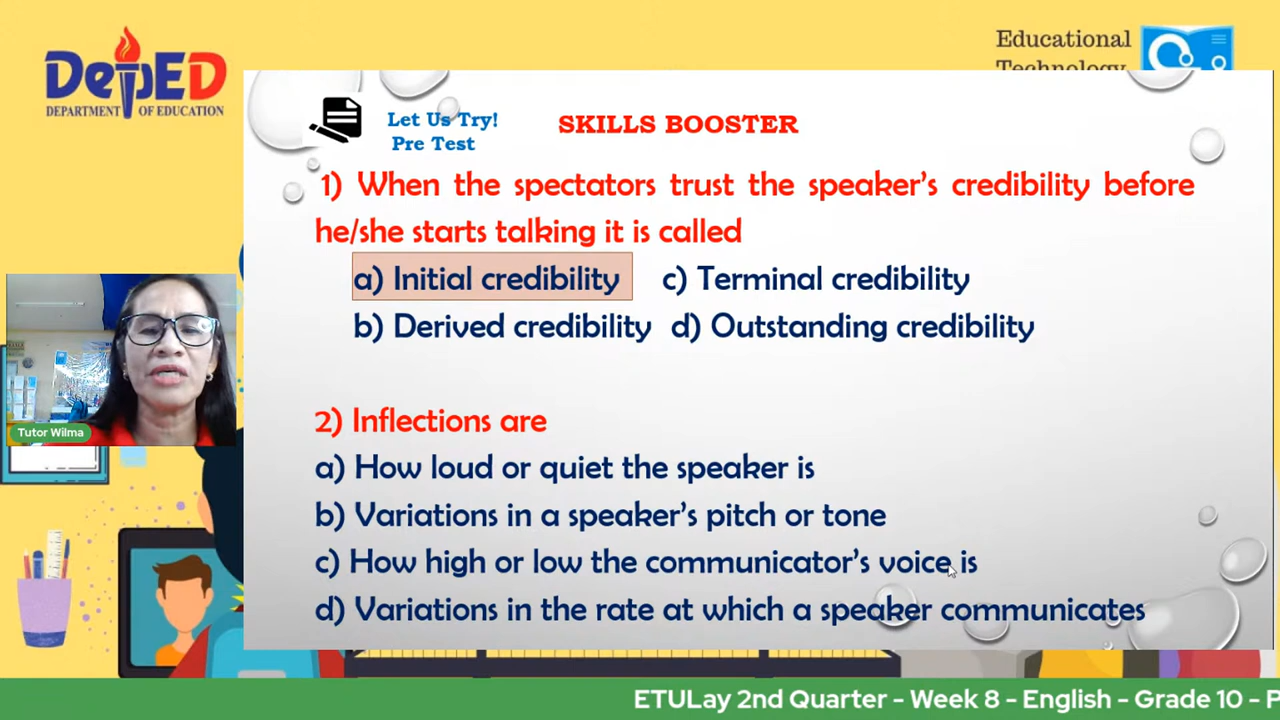 DepED
DEPARTMENT OF EDUCATION
Educational
Technology
Let Us Try!
Pre Test
SKILLS BOOSTER
1) When the spectators trust the speaker's credibility before
he/she starts talking it is called
a) Initial credibility c) Terminal credibility
b) Derived credibility d) Outstanding credibility
2) Inflections are
a) How loud or quiet the speaker is
b) Variations in a speaker's pitch or tone
c) How high or low the communicator's voice is
d) Variations in the rate at which a speaker communicates
Tutor Wilma
ETULay 2nd Quarter - Week 8 - English - Grade 10 - P